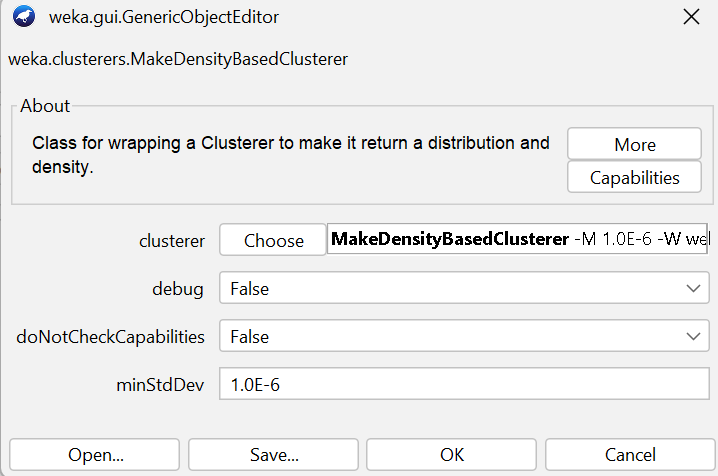 weka.gui.GenericObjectEditor
weka.clusterers.MakeDensityBasedClusterer
About
Class for wrapping a Clusterer to make it return a distribution and
density.
More
Capabilities
clusterer Choose MakeDensityBasedClusterer -M 1.0E-6 -W wel
debug False
doNotCheckCapabilities False
minStdDev 1.0E-6
Open... Save... OK Cancel